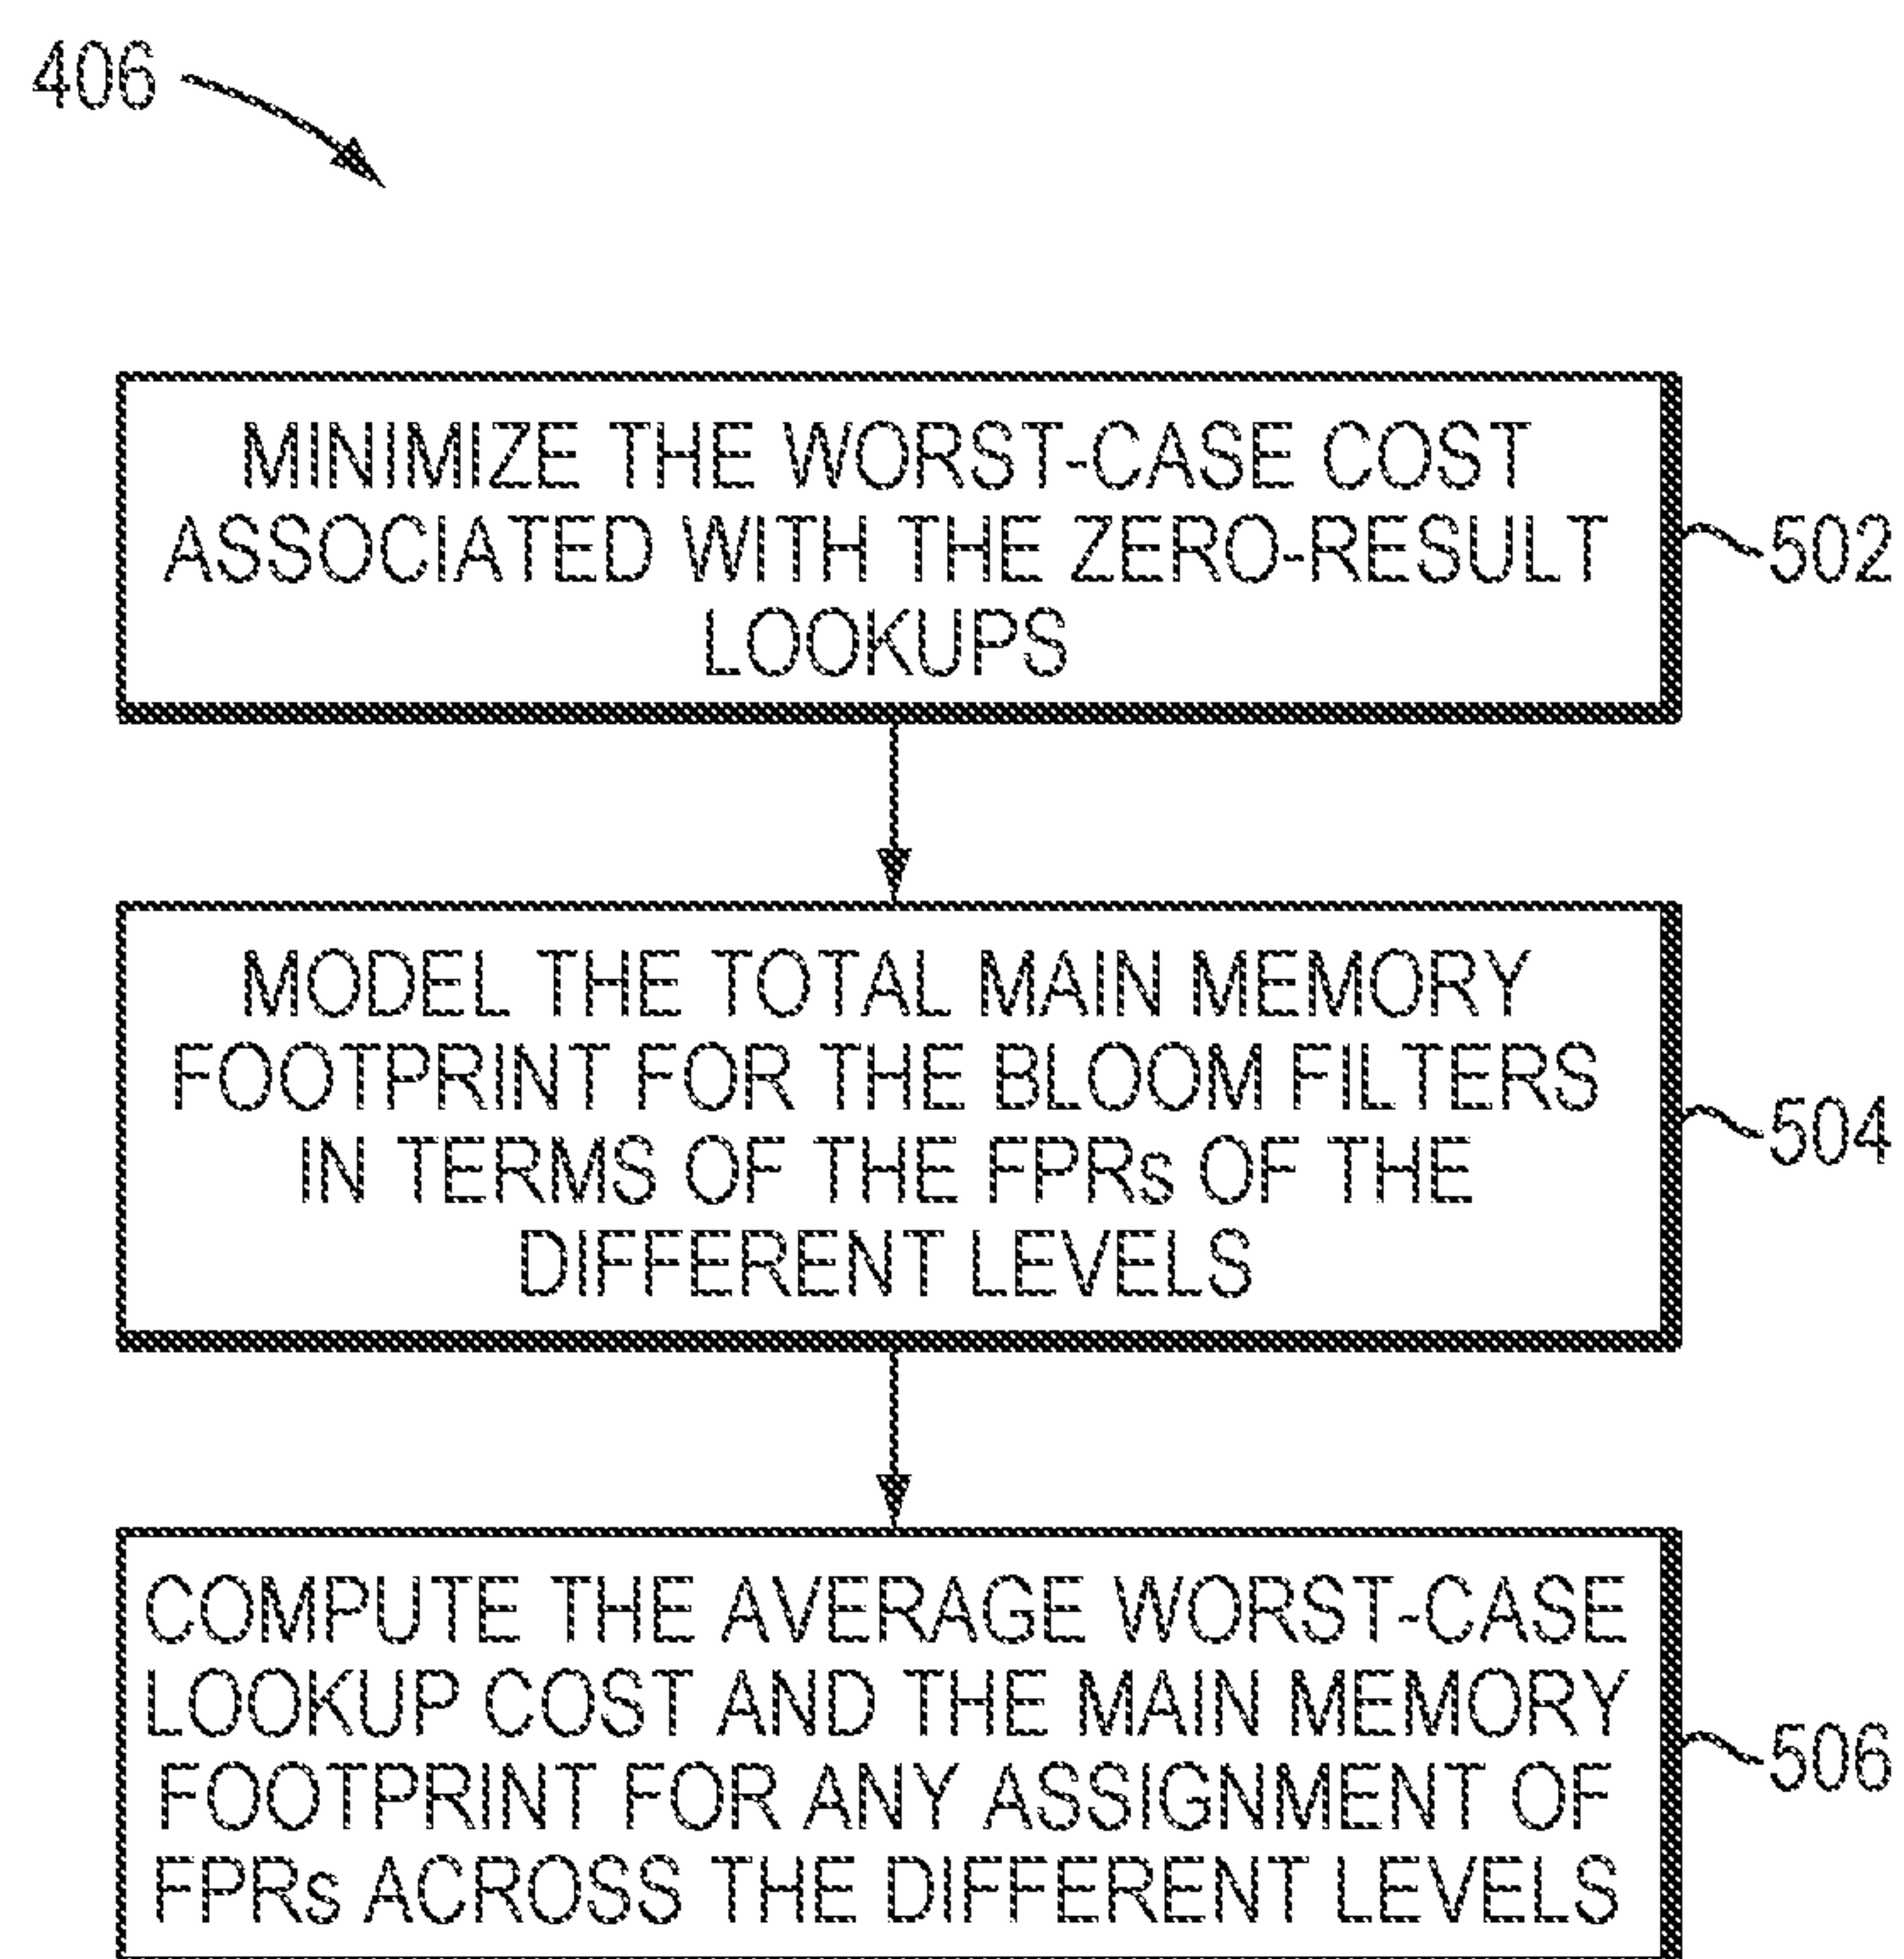 406
MINIMIZE THE WORST-CASE COST
ASSOCIATED WITH THE ZERO-RESULT
LOOKUPS
502
MODEL THE TOTAL MAIN MEMORY
FOOTPRINT FOR THE BLOOM FILTERS
IN TERMS OF THE FPRs OF THE
DIFFERENT LEVELS
504
COMPUTE THE AVERAGE WORST-CASE
LOOKUP COST AND THE MAIN MEMORY
FOOTPRINT FOR ANY ASSIGNMENT OF
FPRs ACROSS THE DIFFERENT LEVELS
506